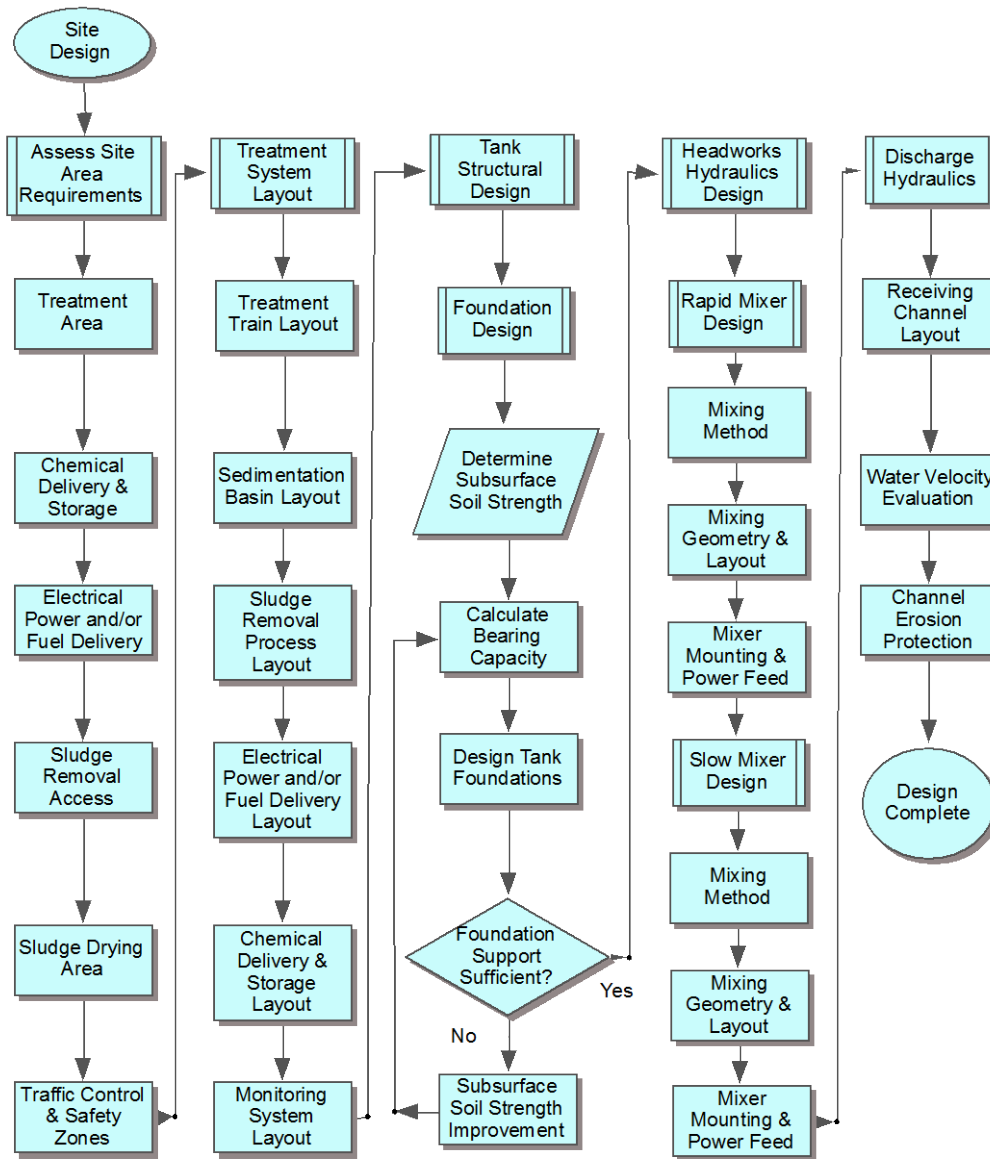 Site
Design
Assess Site
Area
Requirements
Treatment
Area
Chemical
Delivery &
Storage
Electrical
Power and/or
Fuel Delivery
Sludge
Removal
Access
Sludge Drying
Area
Traffic Control
& Safety
Zones
Treatment
System
Layout
Treatment
Train Layout
Sedimentation
Basin Layout
Sludge
Removal
Process
Layout
Electrical
Power and/or
Fuel Delivery
Layout
Chemical
Delivery &
Storage
Layout
Monitoring
System
Layout
Tank
Structural
Design
Foundation
Design
Determine
Subsurface
Soil Strength
Calculate
Bearing
Capacity
Design Tank
Foundations
Foundation
Support
Sufficient?
Yes
No
Subsurface
Soil Strength
Improvement
Headworks
Hydraulics
Design
Rapid Mixer
Design
Mixing
Method
Mixing
Geometry &
Layout
Mixer
Mounting &
Power Feed
Slow Mixer
Design
Mixing
Method
Mixing
Geometry &
Layout
Mixer
Mounting &
Power Feed
Discharge
Hydraulics
Receiving
Channel
Layout
Water Velocity
Evaluation
Channel
Erosion
Protection
Design
Complete